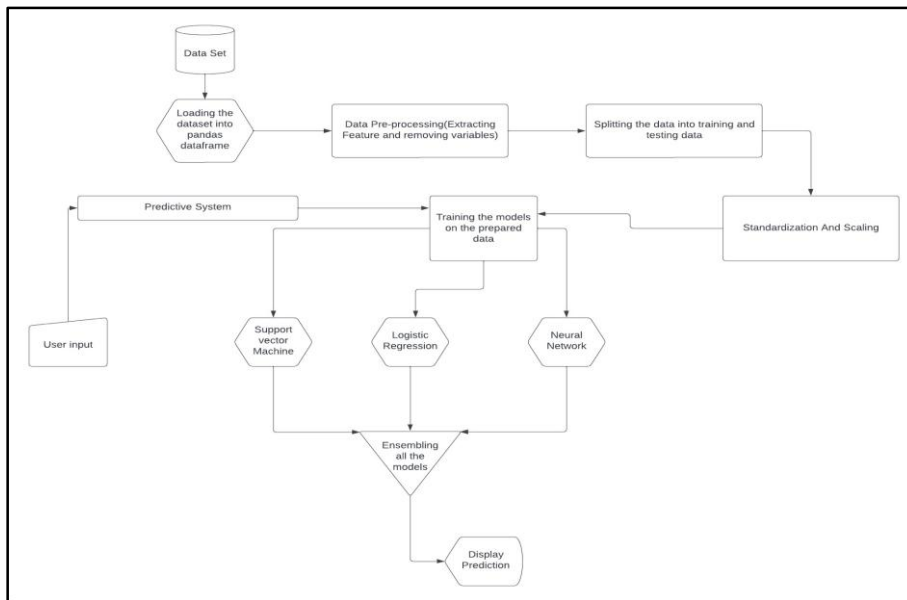 Data Set
Loading the
dataset into
pandas
dataframe
Data Pre-processing(Extracting
Feature and removing variables)
Splitting the data into training and
testing data
Predictive System
Training the models
on the prepared
data
Standardization And Scaling
User input
Support
vector
Machine
Logistic
Regression
Neural
Network
Ensembling
all the
models
Display
Prediction